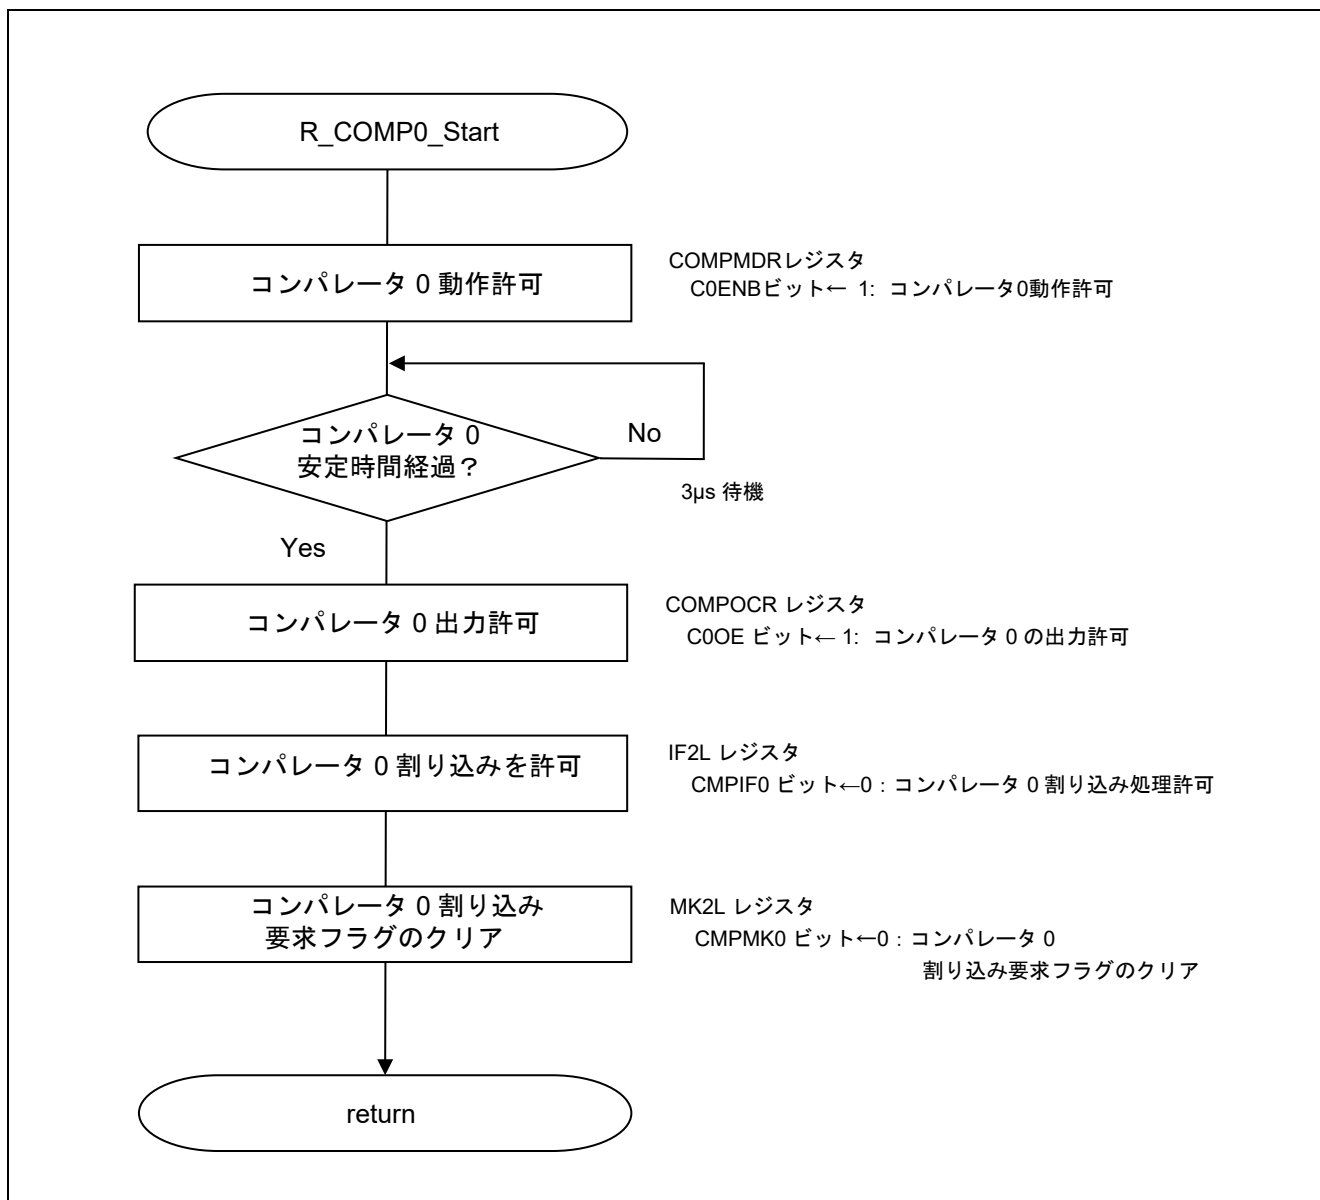 R_COMP0_Start
コンパレータ 0 動作許可
COMPMDRレジスタ
C0ENBビット← 1: コンパレータ0動作許可
コンパレータ 0
安定時間経過？
No
3µs 待機
Yes
コンパレータ 0 出力許可
COMPOCR レジスタ
C0OE ビット← 1: コンパレータ 0 の出力許可
コンパレータ 0 割り込みを許可
IF2L レジスタ
CMPIF0 ビット←0：コンパレータ 0 割り込み処理許可
コンパレータ 0 割り込み
要求フラグのクリア
MK2L レジスタ
CMPMK0 ビット←0：コンパレータ 0
割り込み要求フラグのクリア
return